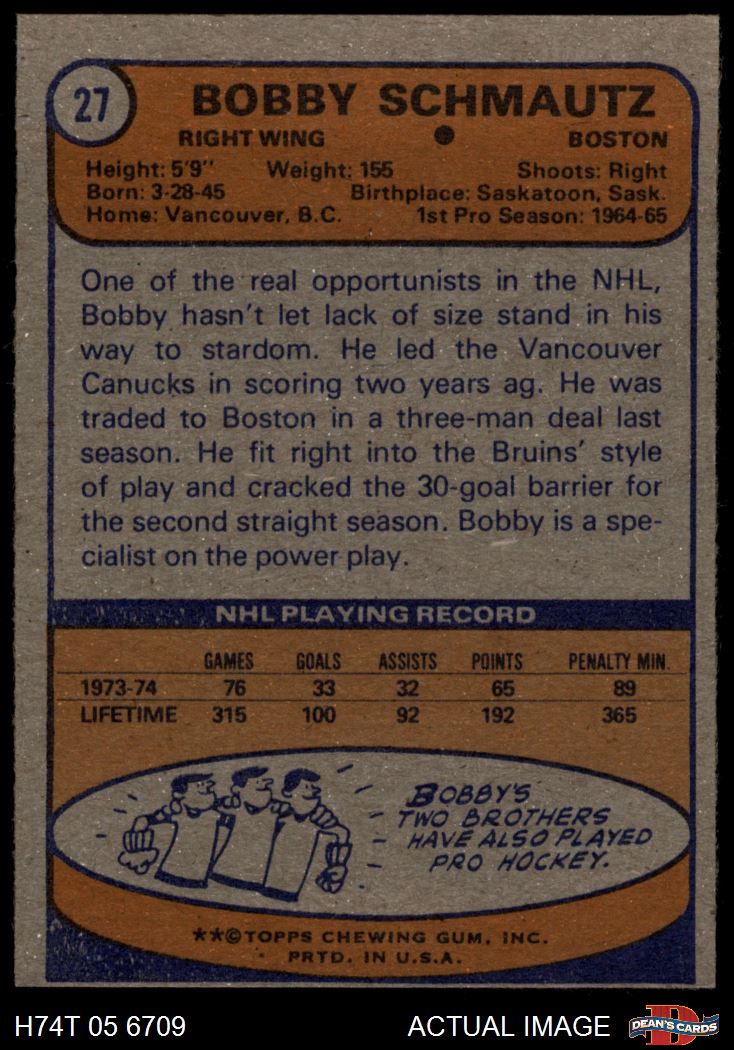 27
BOBBY SCHMAUTZ
RIGHT WING ● BOSTON
Height: 5'9" Weight: 155 Shoots: Right
Born: 3-28-45 Birthplace: Saskatoon, Sask.
Home: Vancouver, B.C. 1st Pro Season: 1964-65
One of the real opportunists in the NHL,
Bobby hasn't let lack of size stand in his
way to stardom. He led the Vancouver
Canucks in scoring two years ag. He was
traded to Boston in a three-man deal last
season. He fit right into the Bruins' style
of play and cracked the 30-goal barrier for
the second straight season. Bobby is a spe-
cialist on the power play.
NHL PLAYING RECORD
GAMES GOALS ASSISTS POINTS PENALTY MIN.
1973-74 76 33 32 65 89
LIFETIME 315 100 92 192 365
BOBBY'S
TWO BROTHERS
HAVE ALSO PLAYED
PRO HOCKEY.
**©TOPPS CHEWING GUM, INC.
PRTD. IN U.S.A.
H74T 05 6709 ACTUAL IMAGE D DEAN'S CARDS